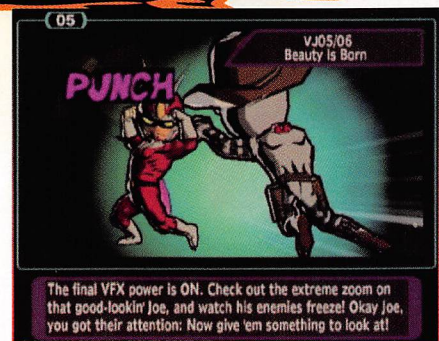 05
VJ05/06
Beauty Is Born
PUNCH
The final VFX power is ON. Check out the extreme zoom on
that good-lookin' Joe, and watch his enemies freeze! Okay Joe,
you got their attention: Now give 'em something to look at!